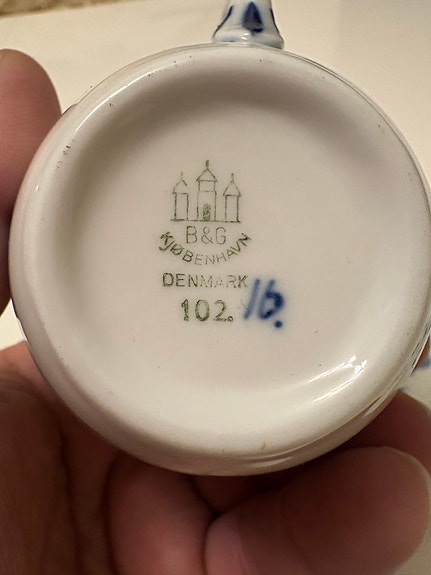 B&G
KJØBENHAVN
DENMARK
102. 16.